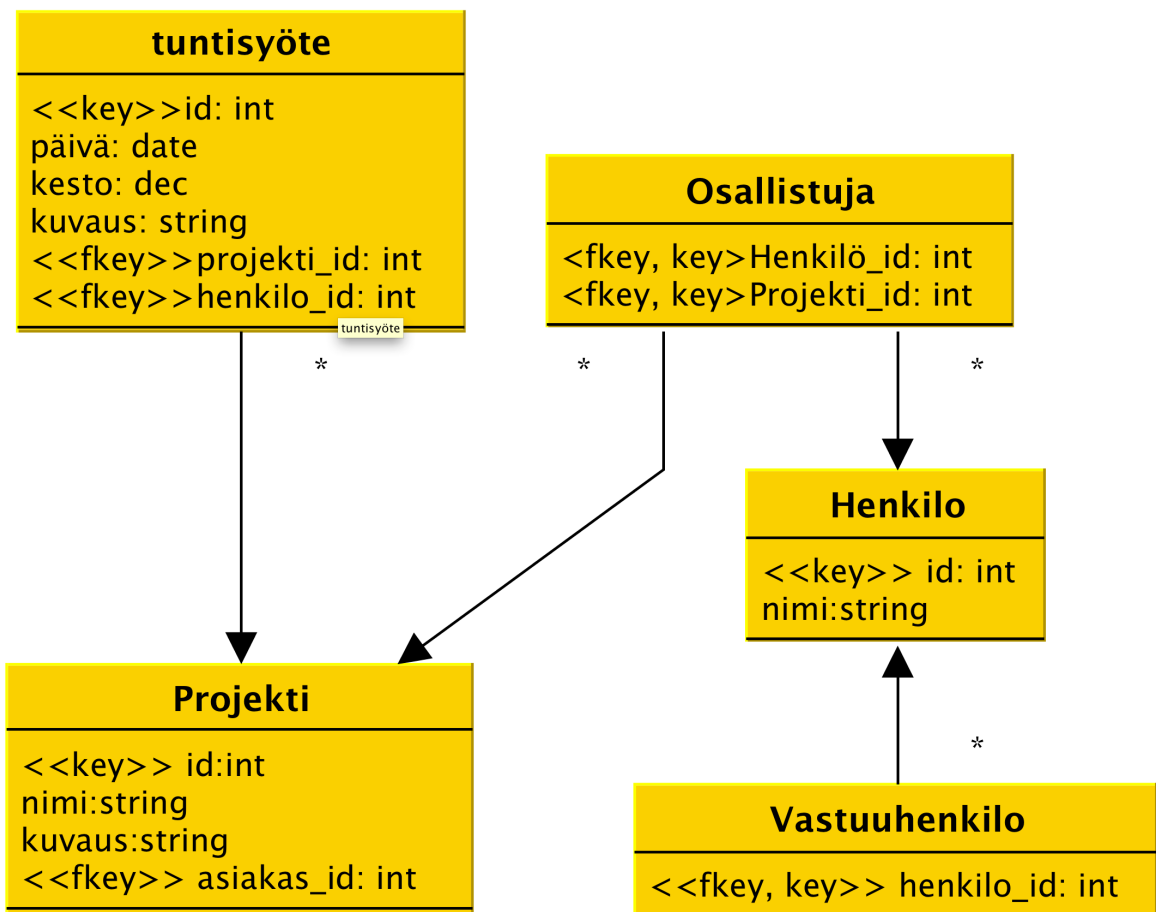 tuntisyöte
<<key>>id: int
päivä: date
kesto: dec
kuvaus: string
<<fkey>>projekti_id: int
<<fkey>>henkilo_id: int
tuntisyöte
*
Osallistuja
<fkey, key>Henkilö_id: int
<fkey, key>Projekti_id: int
*
*
Henkilo
<<key>> id: int
nimi:string
Projekti
<<key>> id:int
nimi:string
kuvaus:string
<<fkey>> asiakas_id: int
*
Vastuuhenkilo
<<fkey, key>> henkilo_id: int